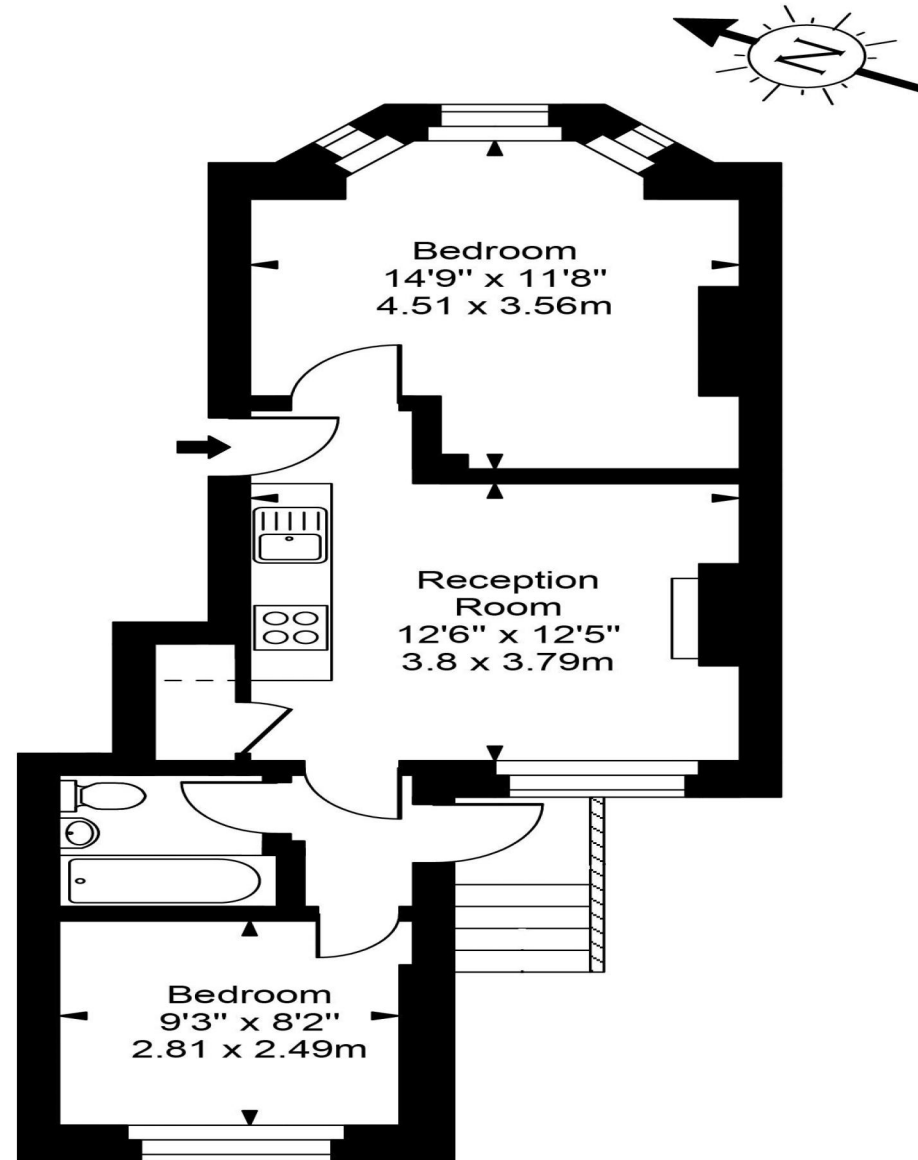 N
Bedroom
14'9" x 11'8"
4.51 x 3.56m
Reception
Room
12'6" x 12'5"
3.8 x 3.79m
Bedroom
9'3" x 8'2"
2.81 x 2.49m